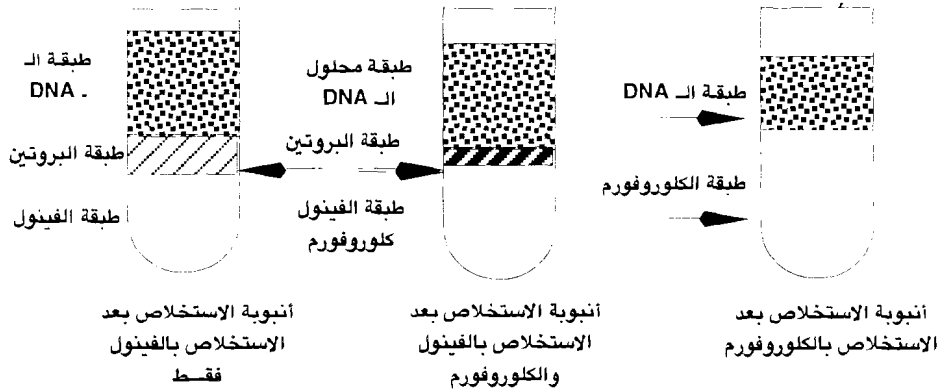 طبقة الـ
DNA -
طبقة البروتين
طبقة الفينول
أنبوبة الاستخلاص بعد
الاستخلاص بالفينول
فقـــط
طبقة محلول
الـ DNA
طبقة البروتين
طبقة الفينول
كلوروفورم
أنبوبة الاستخلاص بعد
الاستخلاص بالفينول
والكلوروفورم
طبقة الـ DNA
طبقة الكلوروفورم
أنبوبة الاستخلاص بعد
الاستخلاص بالكلوروفورم